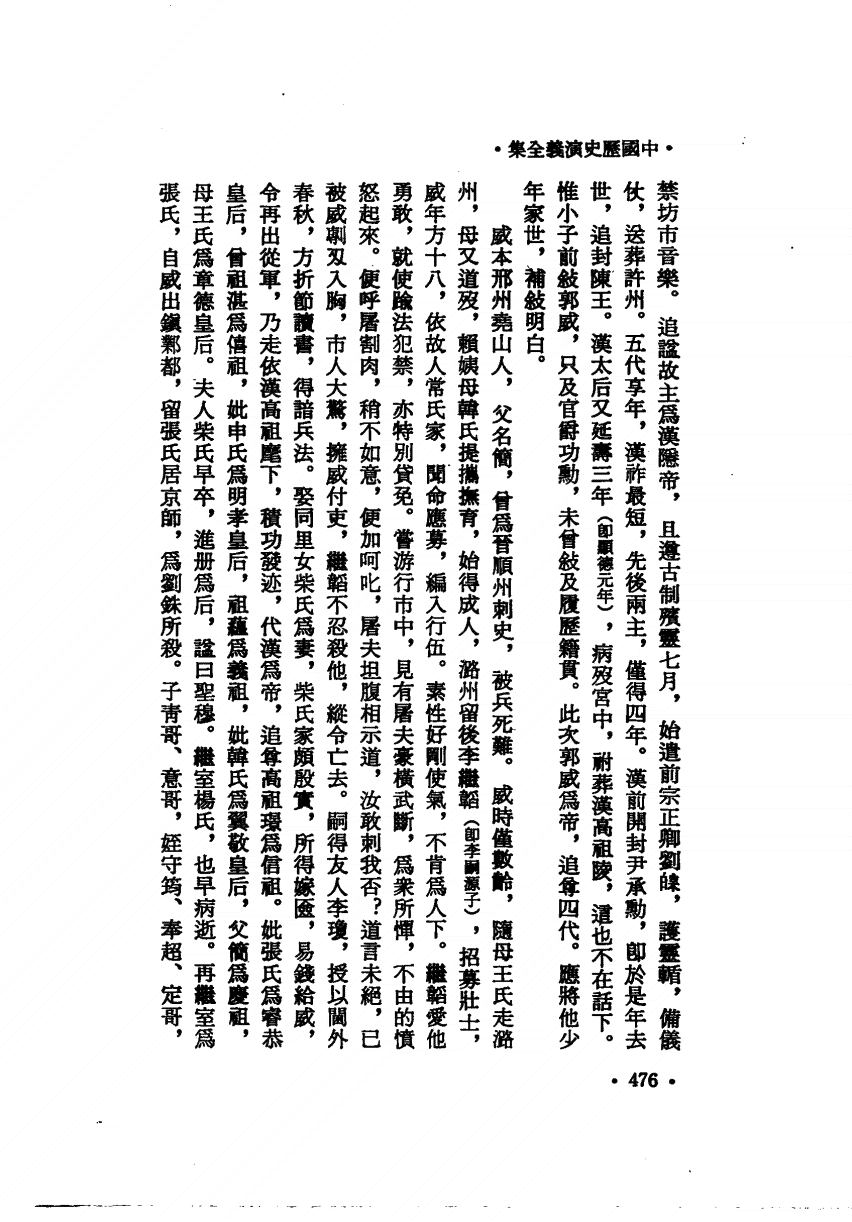 ·中國歷史演義全集·
禁坊市音樂。追諡故主爲漢隱帝，且遵古制殯靈七月，始遣前宗正卿劉皞，護靈輴，備儀
仗，送葬許州。五代享年，漢祚最短，先後兩主，僅得四年。漢前開封尹承勳，卽於是年去
世，追封陳王。漢太后又延壽三年（卽顯德元年），病歿宮中，祔葬漢高祖陵，這也不在話下。
惟小子前敍郭威，只及官爵功勳，未曾敍及履歷籍貫。此次郭威爲帝，追尊四代。應將他少
年家世，補敍明白。
威本邢州堯山人，父名簡，曾爲晉順州刺史，被兵死難。威時僅數齡，隨母王氏走潞
州，母又道歿，賴姨母韓氏提攜撫育，始得成人，潞州留後李繼韜（卽李嗣源子），招募壯士，
威年方十八，依故人常氏家，聞命應募，編入行伍。素性好剛使氣，不肯爲人下。繼韜愛他
勇敢，就使踰法犯禁，亦特別貸免。嘗游行市中，見有屠夫豪橫武斷，爲衆所憚，不由的憤
怒起來。便呼屠割肉，稍不如意，便加呵叱，屠夫坦腹相示道，汝敢刺我否？道言未絕，已
被威剚刃入胸，市人大驚，擁威付吏，繼韜不忍殺他，縱令亡去。嗣得友人李瓊，授以閫外
春秋，方折節讀書，得諳兵法。娶同里女柴氏爲妻，柴氏家頗殷實，所得嫁匳，易錢給威，
令再出從軍，乃走依漢高祖麾下，積功發迹，代漢爲帝，追尊高祖璟爲信祖。妣張氏爲睿恭
皇后，曾祖湛爲僖祖，妣申氏爲明孝皇后，祖蘊爲義祖，妣韓氏爲翼敬皇后，父簡爲慶祖，
母王氏爲章德皇后。夫人柴氏早卒，進册爲后，諡曰聖穆。繼室楊氏，也早病逝。再繼室爲
張氏，自威出鎭鄴都，留張氏居京師，爲劉銖所殺。子靑哥、意哥，姪守筠、奉超、定哥，
·476·